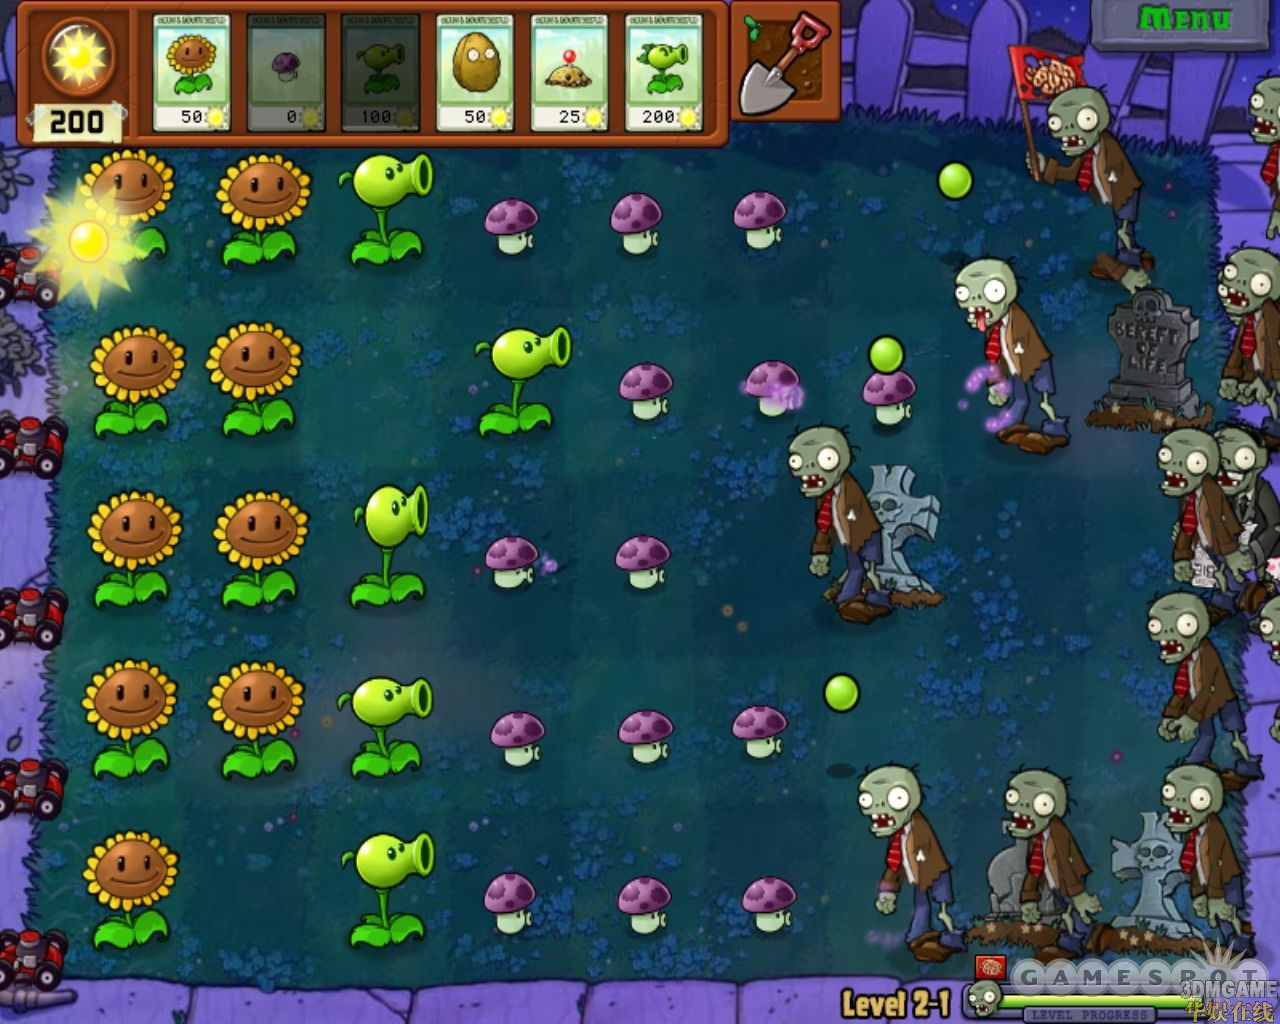 Menu
200
50
0
100
50
25
200
BEREFT
OF
LIFE
Level 2-1
LEVEL PROGRESS
GAMESPOT
3DMGAME
华娱在线